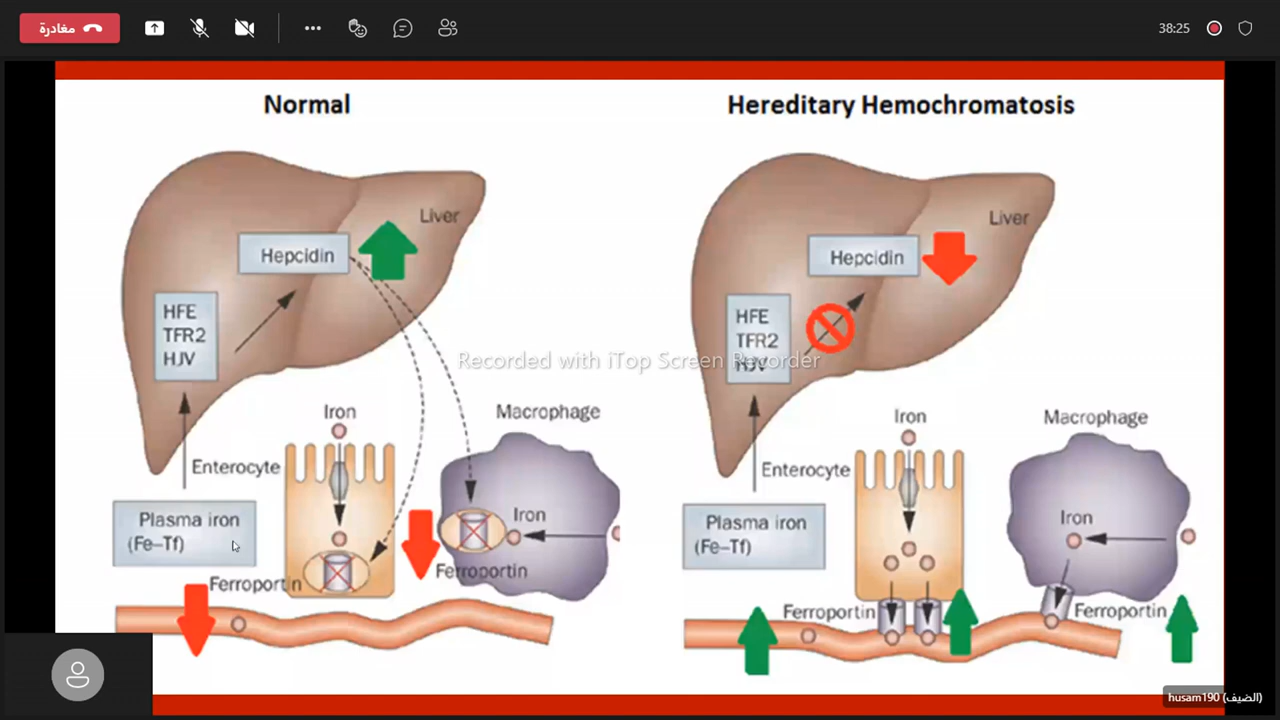 مغادرة
38:25
Normal
Hereditary Hemochromatosis
Liver
Hepcidin
HFE
TFR2
HJV
Iron
Macrophage
Enterocyte
Plasma iron
(Fe–Tf)
Iron
Ferroportin
Ferroportin
Liver
Hepcidin
HFE
TFR2
HJV
Iron
Macrophage
Enterocyte
Plasma iron
(Fe–Tf)
Iron
Ferroportin
Ferroportin
Recorded with iTop Screen Recorder
husam190 (الضيف)